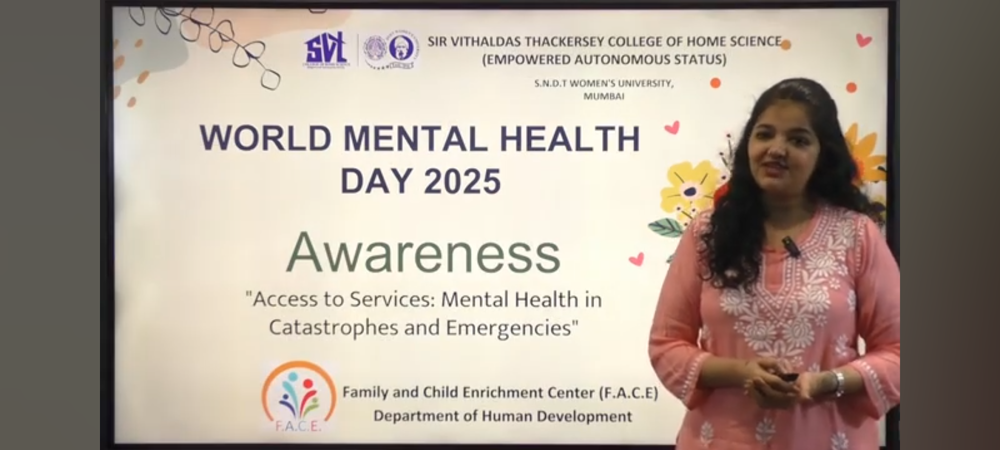 SVT
SIR VITHALDAS THACKERSEY COLLEGE OF HOME SCIENCE
(EMPOWERED AUTONOMOUS STATUS)
S.N.D.T WOMEN'S UNIVERSITY,
MUMBAI
WORLD MENTAL HEALTH
DAY 2025
Awareness
"Access to Services: Mental Health in
Catastrophes and Emergencies"
F.A.C.E.
Family and Child Enrichment Center (F.A.C.E)
Department of Human Development